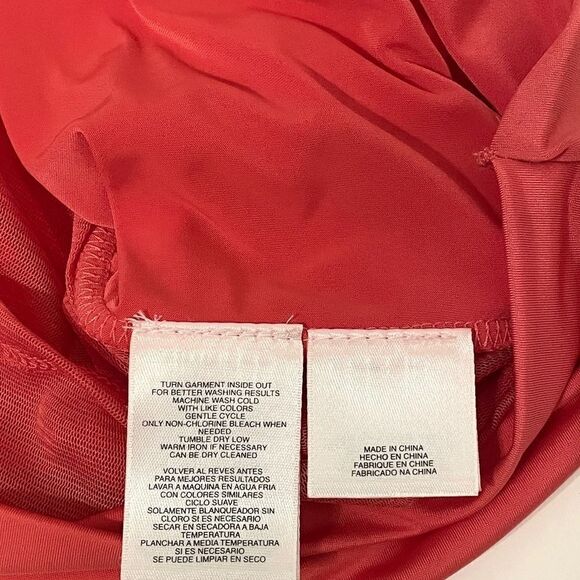 TURN GARMENT INSIDE OUT
FOR BETTER WASHING RESULTS
MACHINE WASH COLD
WITH LIKE COLORS
GENTLE CYCLE
ONLY NON-CHLORINE BLEACH WHEN
NEEDED
TUMBLE DRY LOW
WARM IRON IF NECESSARY
CAN BE DRY CLEANED
VOLVER AL REVES ANTES
PARA MEJORES RESULTADOS
LAVAR A MAQUINA EN AGUA FRIA
CON COLORES SIMILARES
CICLO SUAVE
SOLAMENTE BLANQUEADOR SIN
CLORO SI ES NECESARIO
SECAR EN SECADORA A BAJA
TEMPERATURA
PLANCHAR A MEDIA TEMPERATURA
SI ES NECESARIO
SE PUEDE LIMPIAR EN SECO
MADE IN CHINA
HECHO EN CHINA
FABRIQUE EN CHINE
FABRICADO NA CHINA